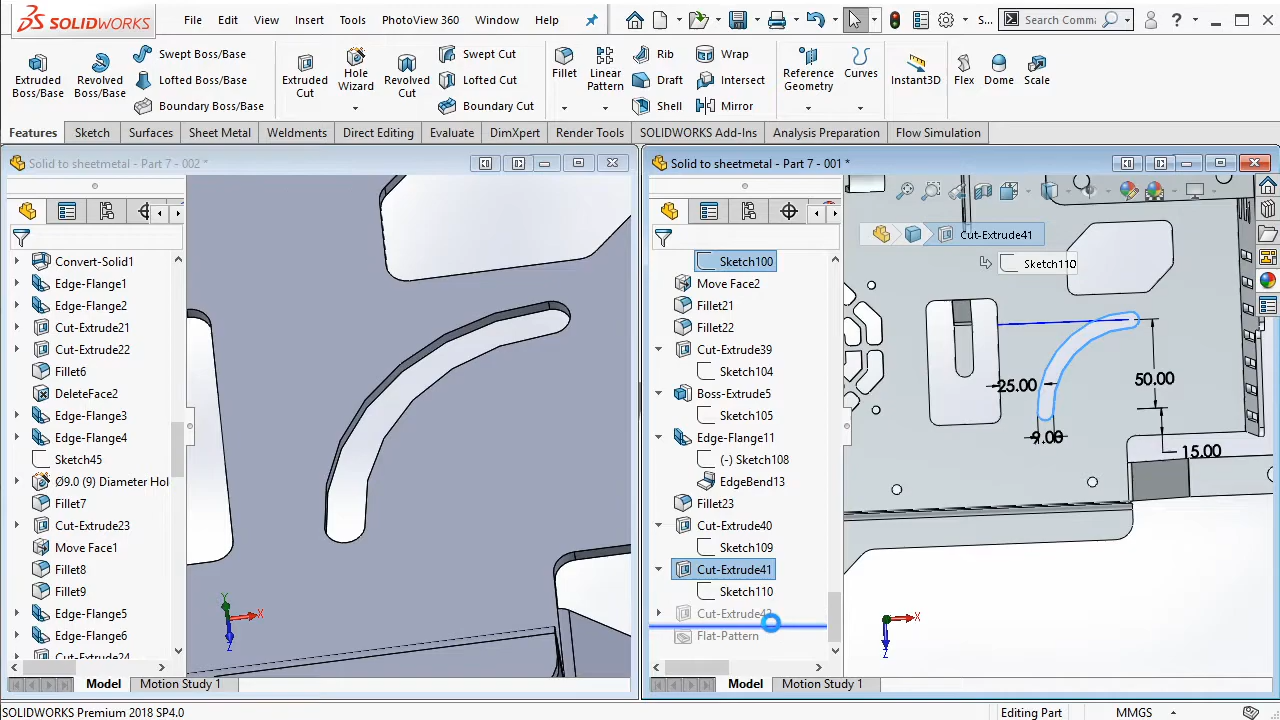 SOLIDWORKS
File Edit View Insert Tools PhotoView 360 Window Help
S... Search Comma
?
Extruded Boss/Base
Revolved Boss/Base
Swept Boss/Base
Lofted Boss/Base
Boundary Boss/Base
Extruded Cut
Hole Wizard
Revolved Cut
Swept Cut
Lofted Cut
Boundary Cut
Fillet
Linear Pattern
Rib
Draft
Shell
Wrap
Intersect
Mirror
Reference Geometry
Curves
Instant3D
Flex
Dome
Scale
Features Sketch Surfaces Sheet Metal Weldments Direct Editing Evaluate DimXpert Render Tools SOLIDWORKS Add-Ins Analysis Preparation Flow Simulation
Solid to sheetmetal - Part 7 - 002 *
Convert-Solid1
Edge-Flange1
Edge-Flange2
Cut-Extrude21
Cut-Extrude22
Fillet6
DeleteFace2
Edge-Flange3
Edge-Flange4
Sketch45
Ø9.0 (9) Diameter Hol
Fillet7
Cut-Extrude23
Move Face1
Fillet8
Fillet9
Edge-Flange5
Edge-Flange6
Cut-Extrude24
Y
X
Z
Model Motion Study 1
Solid to sheetmetal - Part 7 - 001 *
Sketch100
Move Face2
Fillet21
Fillet22
Cut-Extrude39
Sketch104
Boss-Extrude5
Sketch105
Edge-Flange11
(-) Sketch108
EdgeBend13
Fillet23
Cut-Extrude40
Sketch109
Cut-Extrude41
Sketch110
Flat-Pattern
Cut-Extrude41
Sketch110
25.00
50.00
9.00
15.00
X
Z
Model Motion Study 1
SOLIDWORKS Premium 2018 SP4.0
Editing Part
MMGS